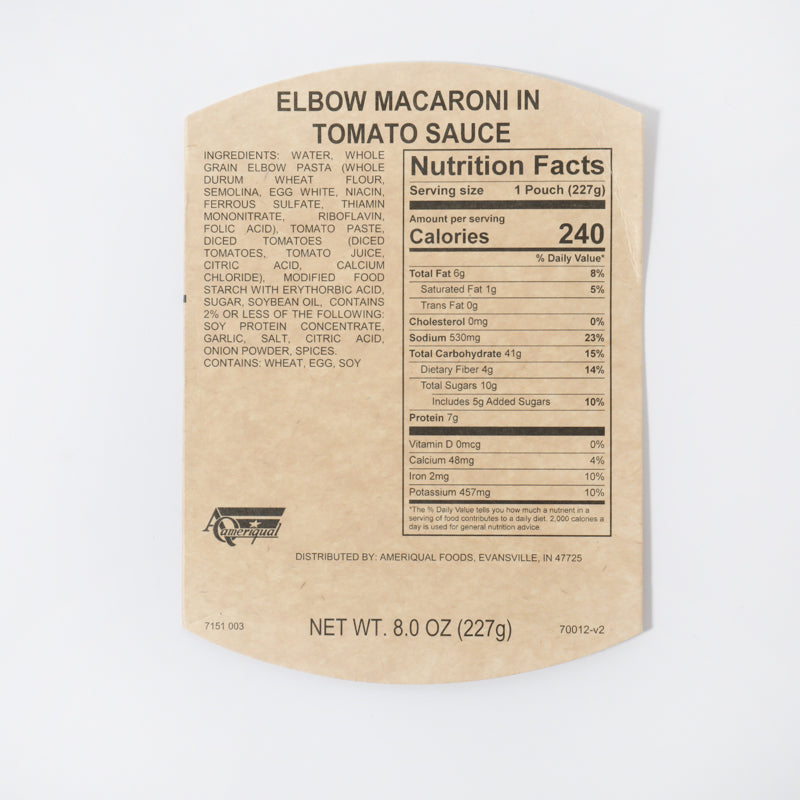 ELBOW MACARONI IN
TOMATO SAUCE
INGREDIENTS: WATER, WHOLE
GRAIN ELBOW PASTA (WHOLE
DURUM WHEAT FLOUR,
SEMOLINA, EGG WHITE, NIACIN,
FERROUS SULFATE, THIAMIN
MONONITRATE, RIBOFLAVIN,
FOLIC ACID), TOMATO PASTE,
DICED TOMATOES (DICED
TOMATOES, TOMATO JUICE,
CITRIC ACID, CALCIUM
CHLORIDE), MODIFIED FOOD
STARCH WITH ERYTHORBIC ACID,
SUGAR, SOYBEAN OIL, CONTAINS
2% OR LESS OF THE FOLLOWING:
SOY PROTEIN CONCENTRATE,
GARLIC, SALT, CITRIC ACID,
ONION POWDER, SPICES.
CONTAINS: WHEAT, EGG, SOY
Nutrition Facts
Serving size 1 Pouch (227g)
Amount per serving
Calories 240
% Daily Value*
Total Fat 6g 8%
Saturated Fat 1g 5%
Trans Fat 0g
Cholesterol 0mg 0%
Sodium 530mg 23%
Total Carbohydrate 41g 15%
Dietary Fiber 4g 14%
Total Sugars 10g
Includes 5g Added Sugars 10%
Protein 7g
Vitamin D 0mcg 0%
Calcium 48mg 4%
Iron 2mg 10%
Potassium 457mg 10%
*The % Daily Value tells you how much a nutrient in a
serving of food contributes to a daily diet. 2,000 calories a
day is used for general nutrition advice
AQ ameriqual
DISTRIBUTED BY: AMERIQUAL FOODS, EVANSVILLE, IN 47725
7151 003 NET WT. 8.0 OZ (227g) 70012-v2